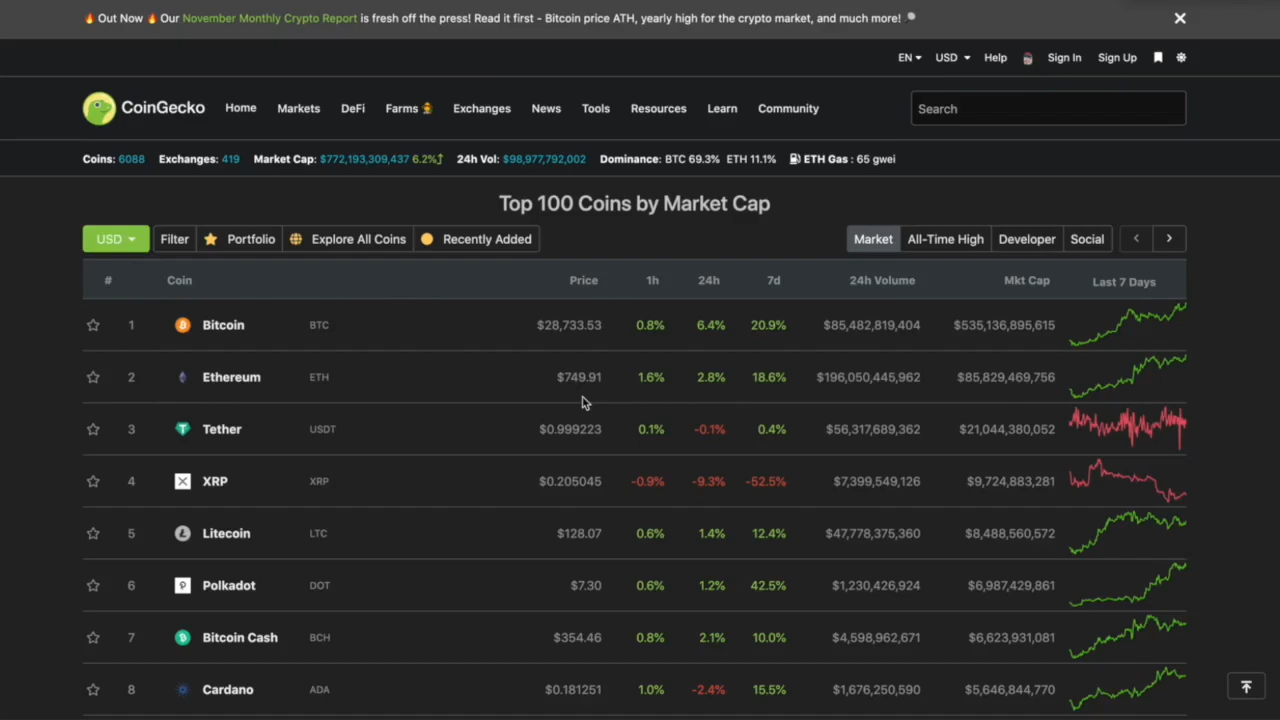 🔥 Out Now 🔥 Our November Monthly Crypto Report is fresh off the press! Read it first - Bitcoin price ATH, yearly high for the crypto market, and much more!
EN USD Help Sign In Sign Up
CoinGecko Home Markets DeFi Farms Exchanges News Tools Resources Learn Community Search
Coins: 6088 Exchanges: 419 Market Cap: $772,193,309,437 6.2% 24h Vol: $98,977,792,002 Dominance: BTC 69.3% ETH 11.1% ETH Gas : 65 gwei
Top 100 Coins by Market Cap
USD Filter Portfolio Explore All Coins Recently Added Market All-Time High Developer Social
# Coin Price 1h 24h 7d 24h Volume Mkt Cap Last 7 Days
1 Bitcoin BTC $28,733.53 0.8% 6.4% 20.9% $85,482,819,404 $535,136,895,615
2 Ethereum ETH $749.91 1.6% 2.8% 18.6% $196,050,445,962 $85,829,469,756
3 Tether USDT $0.999223 0.1% -0.1% 0.4% $56,317,689,362 $21,044,380,052
4 XRP XRP $0.205045 -0.9% -9.3% -52.5% $7,399,549,126 $9,724,883,281
5 Litecoin LTC $128.07 0.6% 1.4% 12.4% $47,778,375,360 $8,488,560,572
6 Polkadot DOT $7.30 0.6% 1.2% 42.5% $1,230,426,924 $6,987,429,861
7 Bitcoin Cash BCH $354.46 0.8% 2.1% 10.0% $4,598,962,671 $6,623,931,081
8 Cardano ADA $0.181251 1.0% -2.4% 15.5% $1,676,250,590 $5,646,844,770